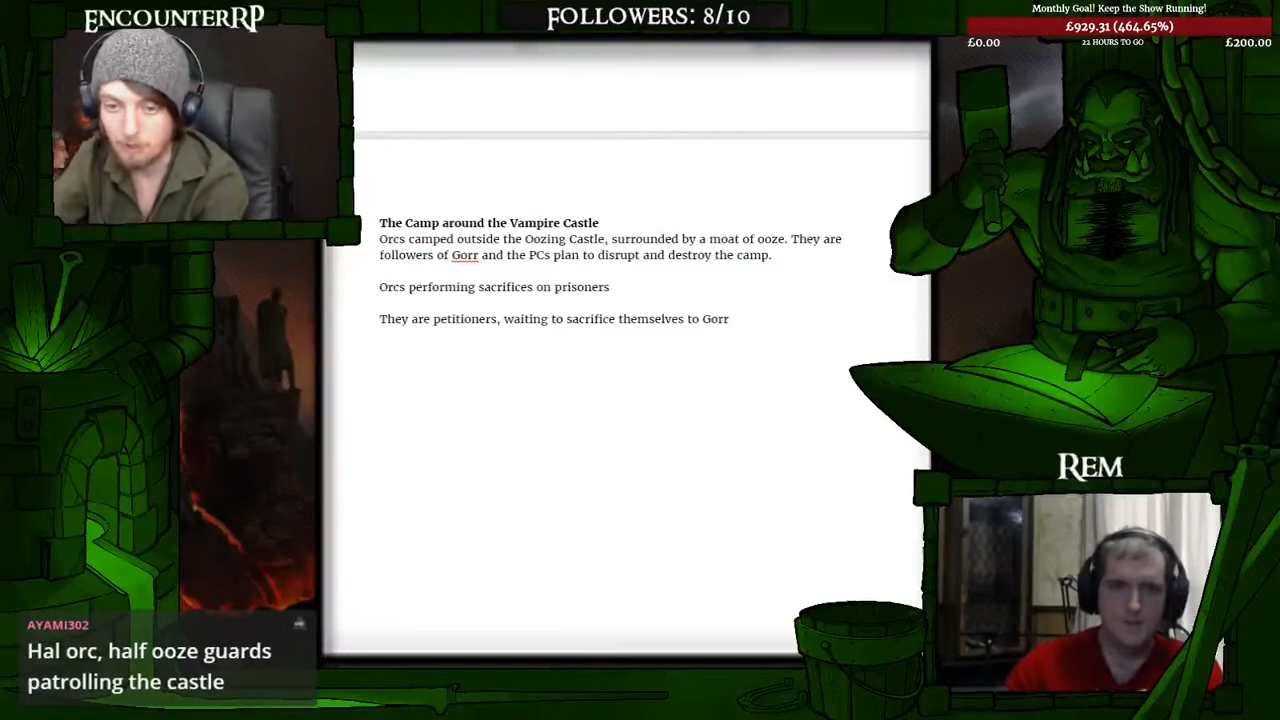 ENCOUNTERRP
FOLLOWERS: 8/10
Monthly Goal! Keep the Show Running!
£929.31 (464.65%)
£0.00
22 HOURS TO GO
£200.00
The Camp around the Vampire Castle
Orcs camped outside the Oozing Castle, surrounded by a moat of ooze. They are
followers of Gorr and the PCs plan to disrupt and destroy the camp.
Orcs performing sacrifices on prisoners
They are petitioners, waiting to sacrifice themselves to Gorr
REM
AYAMI302
Hal orc, half ooze guards
patrolling the castle